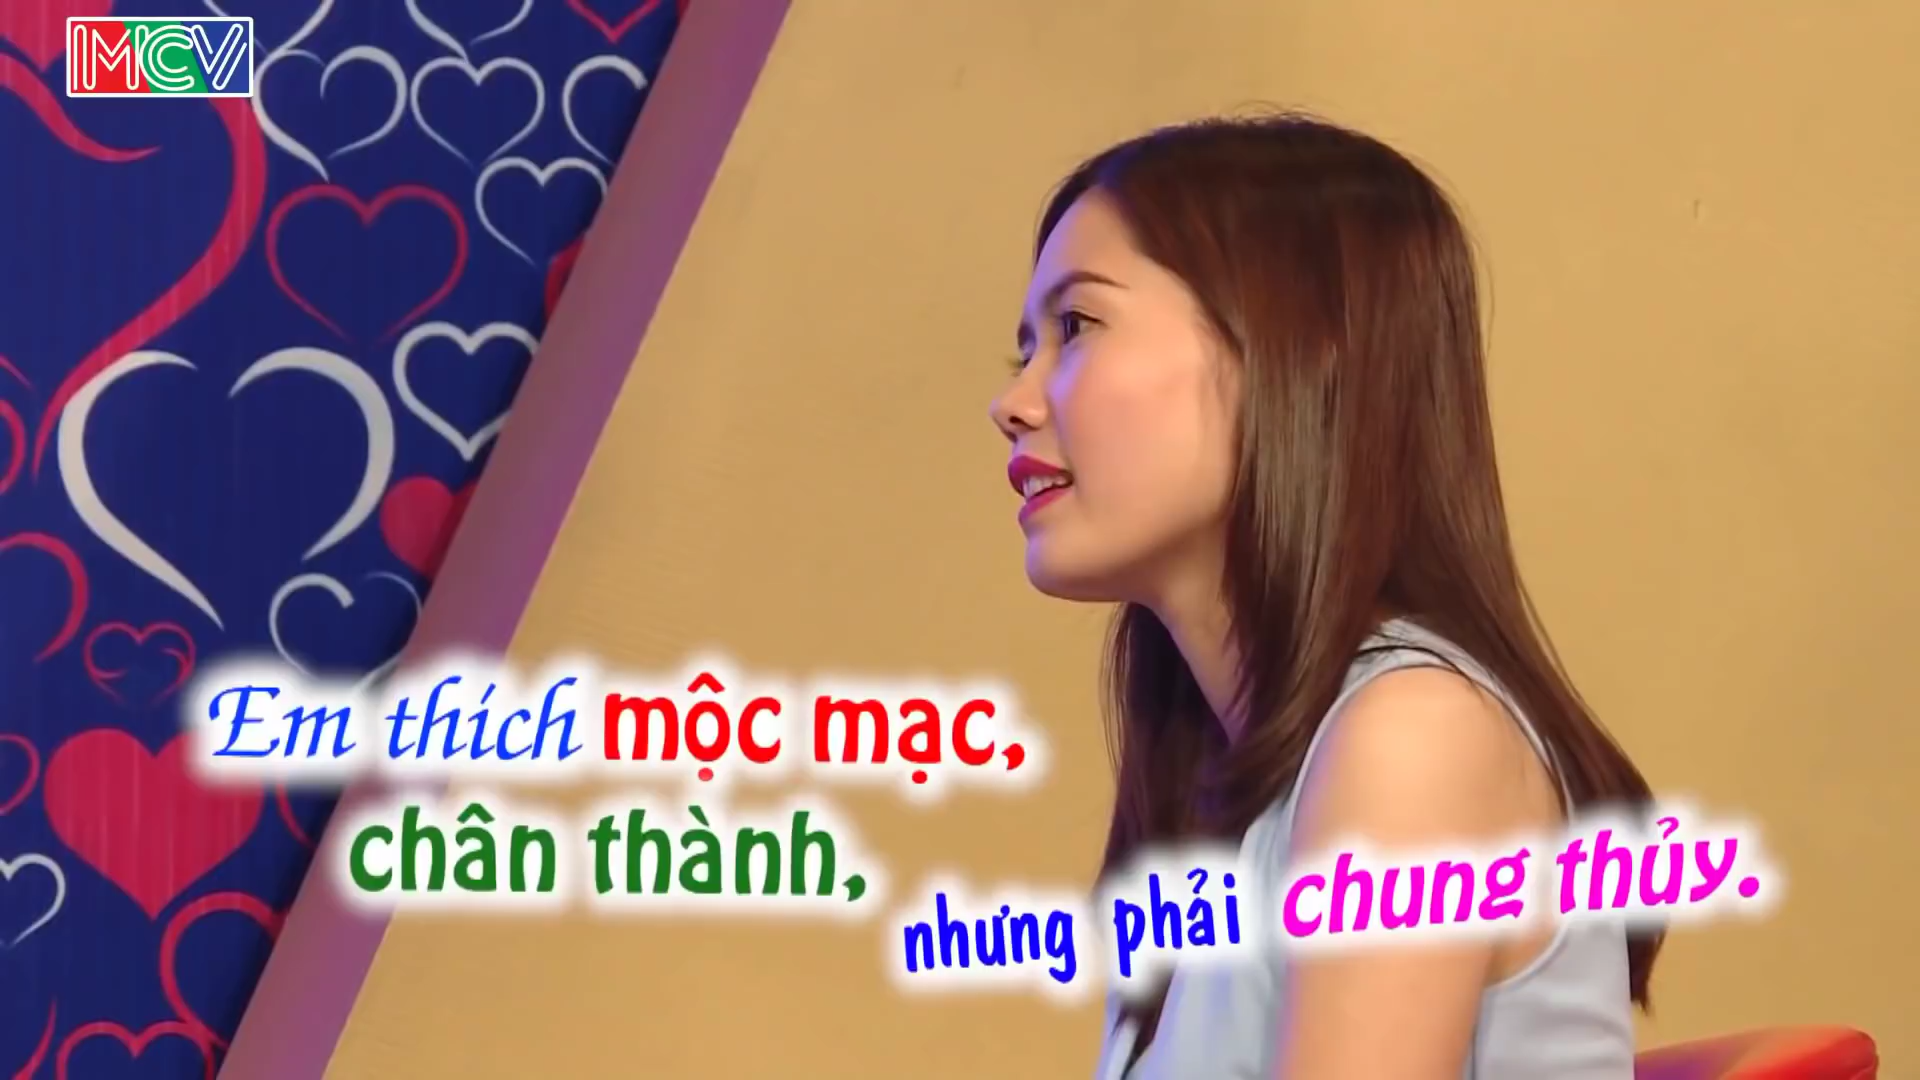 MCV
Em thích mộc mạc,
chân thành,
nhưng phải chung thủy.